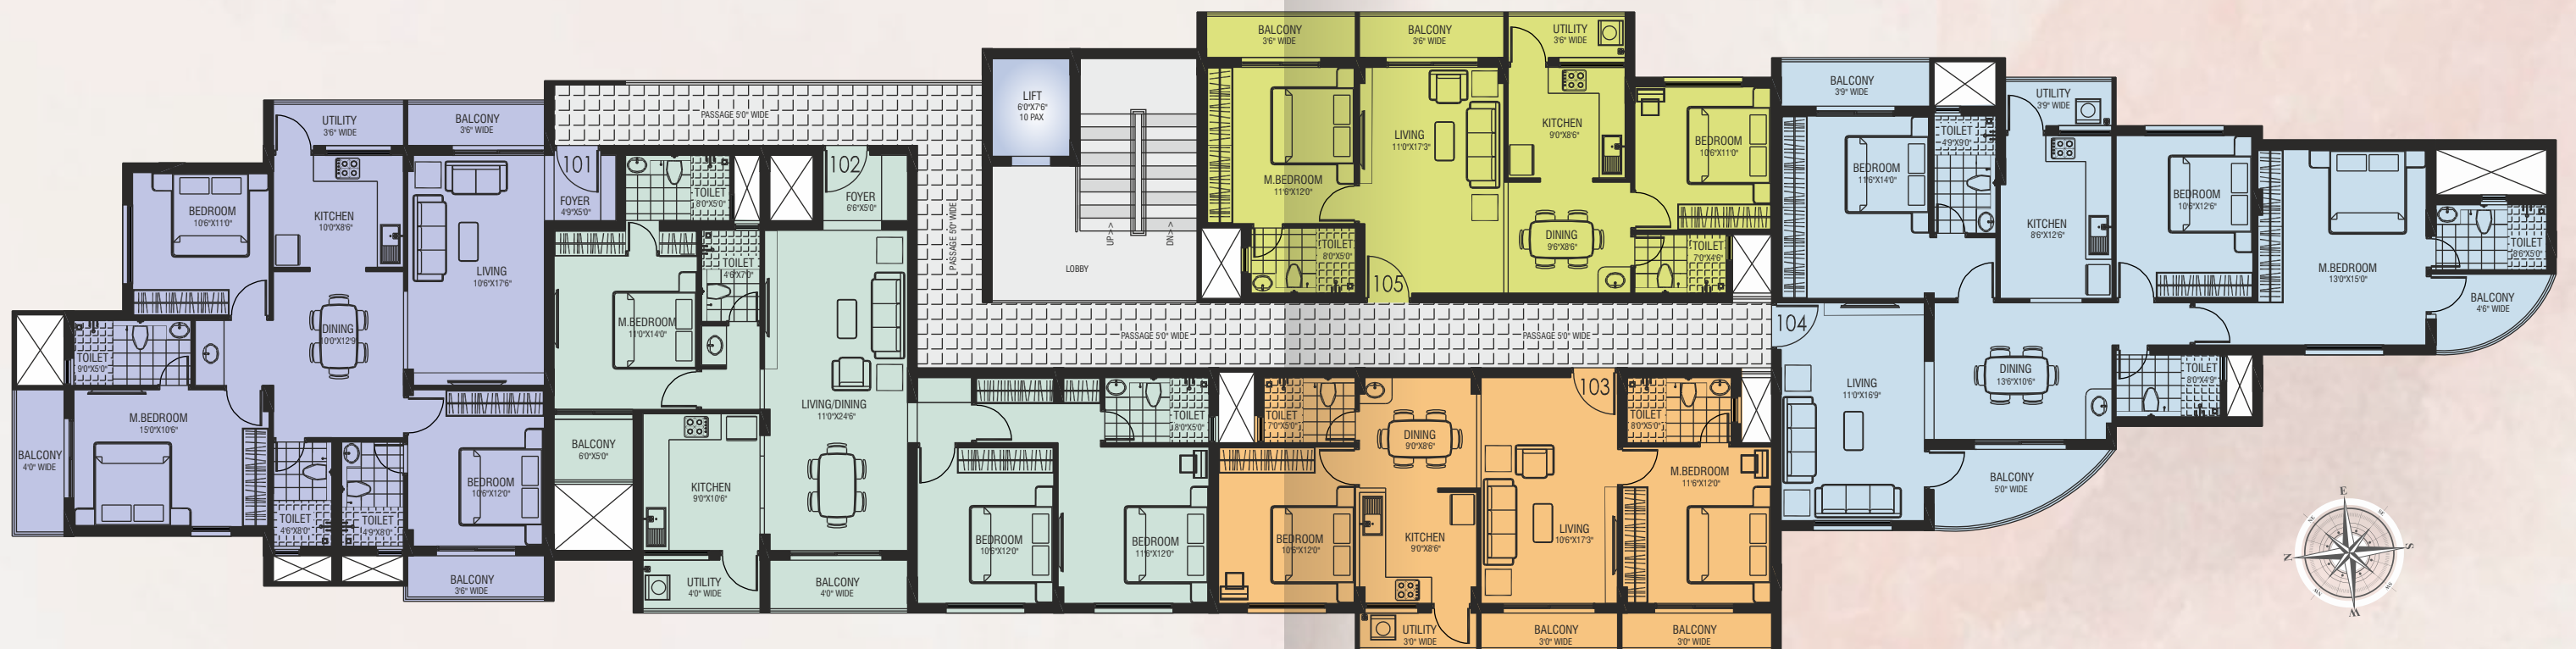 UTILITY
3'6" WIDE
BALCONY
3'6" WIDE
BEDROOM
10'6"X11'0"
KITCHEN
10'0"X8'6"
LIVING
10'6"X17'6"
101
FOYER
4'9"X5'0"
DINING
10'0"X12'9
TOILET
9'0"X5'0"
M.BEDROOM
15'0"X10'6"
BALCONY
4'0" WIDE
TOILET
4'6"X8'0"
TOILET
4'9"X8'0"
BEDROOM
10'6"X12'0"
BALCONY
3'6" WIDE
PASSAGE 5'0" WIDE
TOILET
8'0"X5'0"
102
FOYER
6'6"X5'0"
TOILET
4'6"X7'0"
M.BEDROOM
11'0"X14'0"
LIVING/DINING
11'0"X24'6"
BALCONY
6'0"X5'0"
KITCHEN
9'0"X10'6"
UTILITY
4'0" WIDE
BALCONY
4'0" WIDE
BEDROOM
10'6"X12'0"
TOILET
8'0"X5'0"
BEDROOM
11'6"X12'0"
PASSAGE 5'0" WIDE
LIFT
6'0"X7'6"
10 PAX
UP>>
DN>>
LOBBY
PASSAGE 5'0" WIDE
PASSAGE 5'0" WIDE
BALCONY
3'6" WIDE
BALCONY
3'6" WIDE
UTILITY
3'6" WIDE
M.BEDROOM
11'6"X12'0"
LIVING
11'0"X17'3"
KITCHEN
9'0"X8'6"
BEDROOM
10'6"X11'0"
TOILET
8'0"X5'0"
105
DINING
9'6"X8'6"
TOILET
7'0"X4'6"
TOILET
7'0"X5'0"
DINING
9'0"X8'6"
103
TOILET
8'0"X5'0"
M.BEDROOM
11'6"X12'0"
BEDROOM
10'6"X12'0"
KITCHEN
9'0"X8'6"
LIVING
10'6"X17'3"
UTILITY
3'0" WIDE
BALCONY
3'0" WIDE
BALCONY
3'0" WIDE
BALCONY
3'9" WIDE
UTILITY
3'9" WIDE
TOILET
4'9"X9'0"
BEDROOM
11'6"X14'0"
KITCHEN
8'6"X12'6"
BEDROOM
10'6"X12'6"
M.BEDROOM
13'0"X15'0"
TOILET
8'6"X5'0"
BALCONY
4'6" WIDE
104
LIVING
11'0"X16'9"
DINING
13'6"X10'6"
TOILET
8'0"X4'9"
BALCONY
5'0" WIDE
E
N
S
W